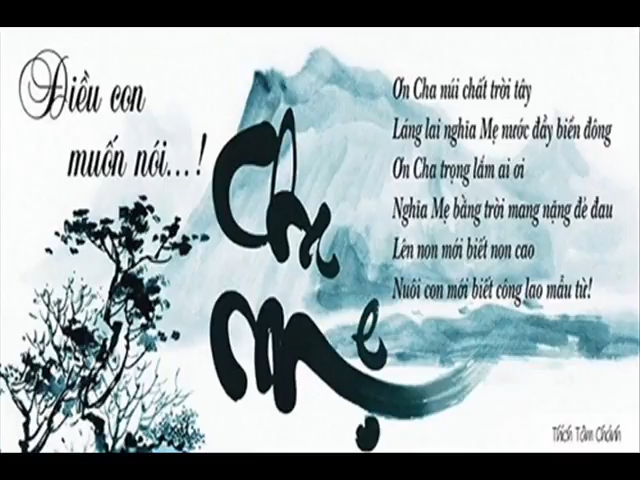 Điều con
muốn nói...!
Cha
Mẹ
Ơn Cha núi chất trời tây
Láng lai nghĩa Mẹ nước đầy biển đông
Ơn Cha trọng lắm ai ơi
Nghĩa Mẹ bằng trời mang nặng đẻ đau
Lên non mới biết non cao
Nuôi con mới biết công lao mẫu từ!
Thích Tâm Chánh